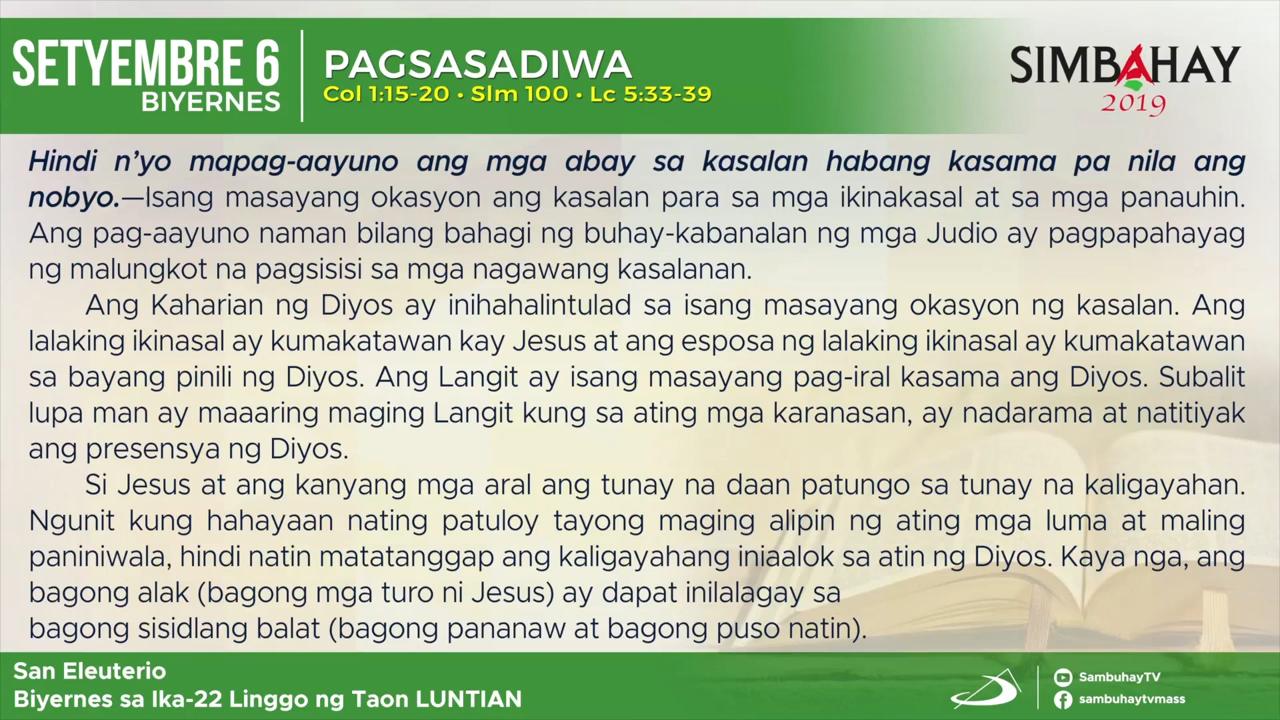 SETYEMBRE 6
BIYERNES
PAGSASADIWA
Col 1:15-20 • Slm 100 • Lc 5:33-39
SIMBAHAY
2019
Hindi n’yo mapag-aayuno ang mga abay sa kasalan habang kasama pa nila ang
nobyo.—Isang masayang okasyon ang kasalan para sa mga ikinakasal at sa mga panauhin.
Ang pag-aayuno naman bilang bahagi ng buhay-kabanalan ng mga Judio ay pagpapahayag
ng malungkot na pagsisisi sa mga nagawang kasalanan.
Ang Kaharian ng Diyos ay inihahalintulad sa isang masayang okasyon ng kasalan. Ang
lalaking ikinasal ay kumakatawan kay Jesus at ang esposa ng lalaking ikinasal ay kumakatawan
sa bayang pinili ng Diyos. Ang Langit ay isang masayang pag-iral kasama ang Diyos. Subalit
lupa man ay maaaring maging Langit kung sa ating mga karanasan, ay nadarama at natitiyak
ang presensya ng Diyos.
Si Jesus at ang kanyang mga aral ang tunay na daan patungo sa tunay na kaligayahan.
Ngunit kung hahayaan nating patuloy tayong maging alipin ng ating mga luma at maling
paniniwala, hindi natin matatanggap ang kaligayahang iniaalok sa atin ng Diyos. Kaya nga, ang
bagong alak (bagong mga turo ni Jesus) ay dapat inilalagay sa
bagong sisidlang balat (bagong pananaw at bagong puso natin).
San Eleuterio
Biyernes sa Ika-22 Linggo ng Taon LUNTIAN
SambuhayTV
sambuhaytvmass